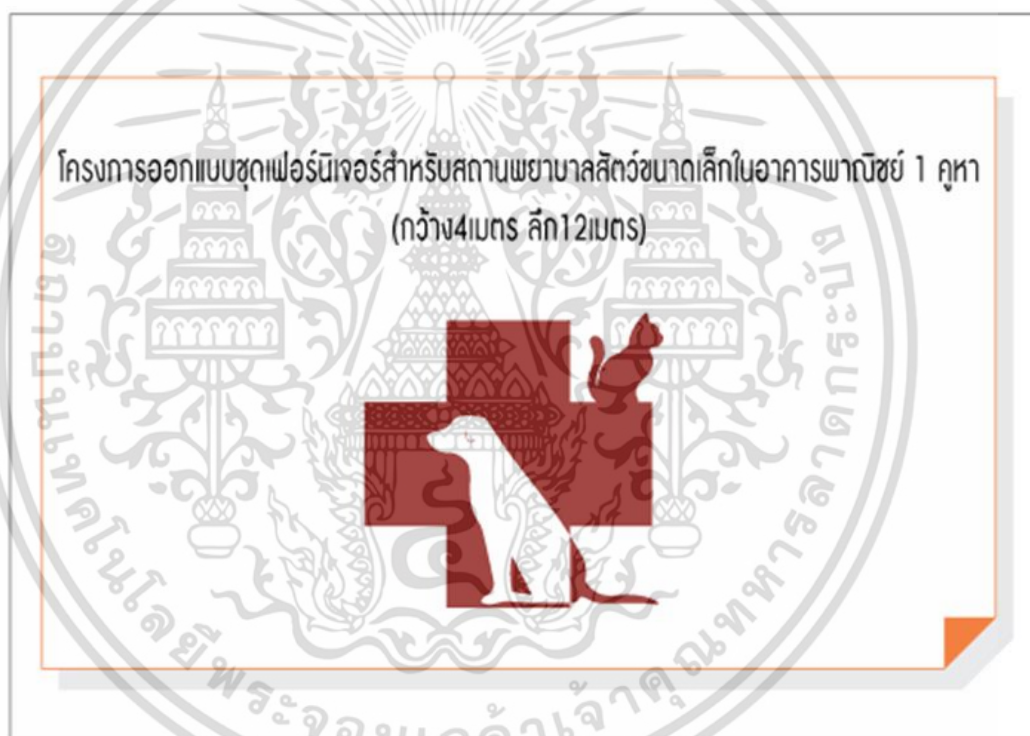 โครงการออกแบบชุดเฟอร์นิเจอร์สำหรับสถานพยาบาลสัตว์ขนาดเล็กในอาคารพาณิชย์ 1 คูหา
(กว้าง4เมตร ลึก12เมตร)